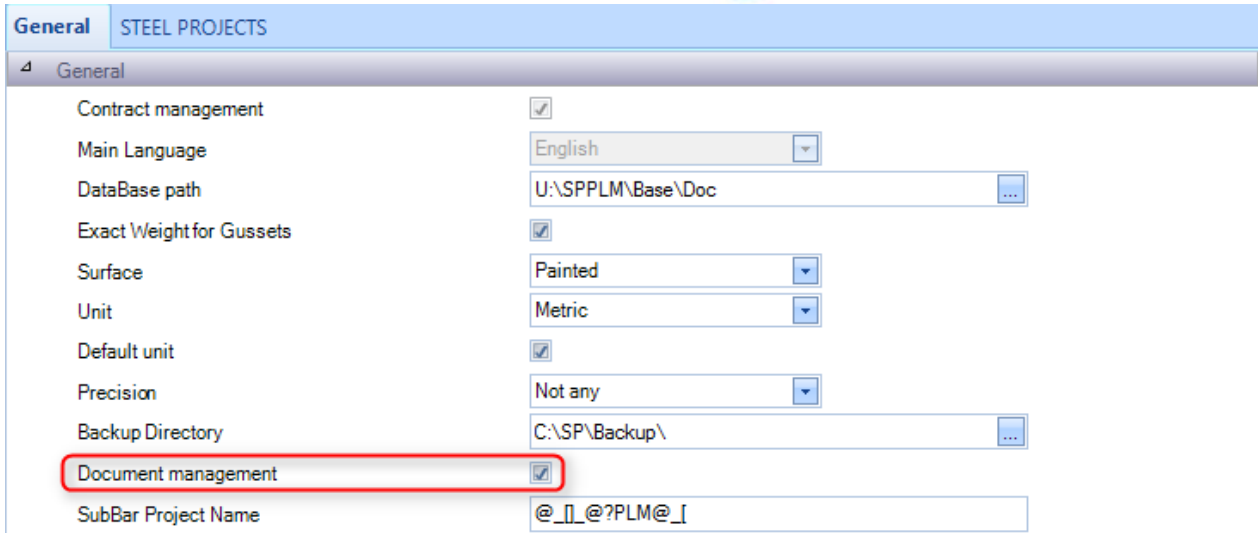 General STEEL PROJECTS
General
Contract management
Main Language English
DataBase path U:\SPPLM\Base\Doc ...
Exact Weight for Gussets
Surface Painted
Unit Metric
Default unit
Precision Not any
Backup Directory C:\SP\Backup\ ...
Document management
SubBar Project Name @_[]_@?PLM@_[